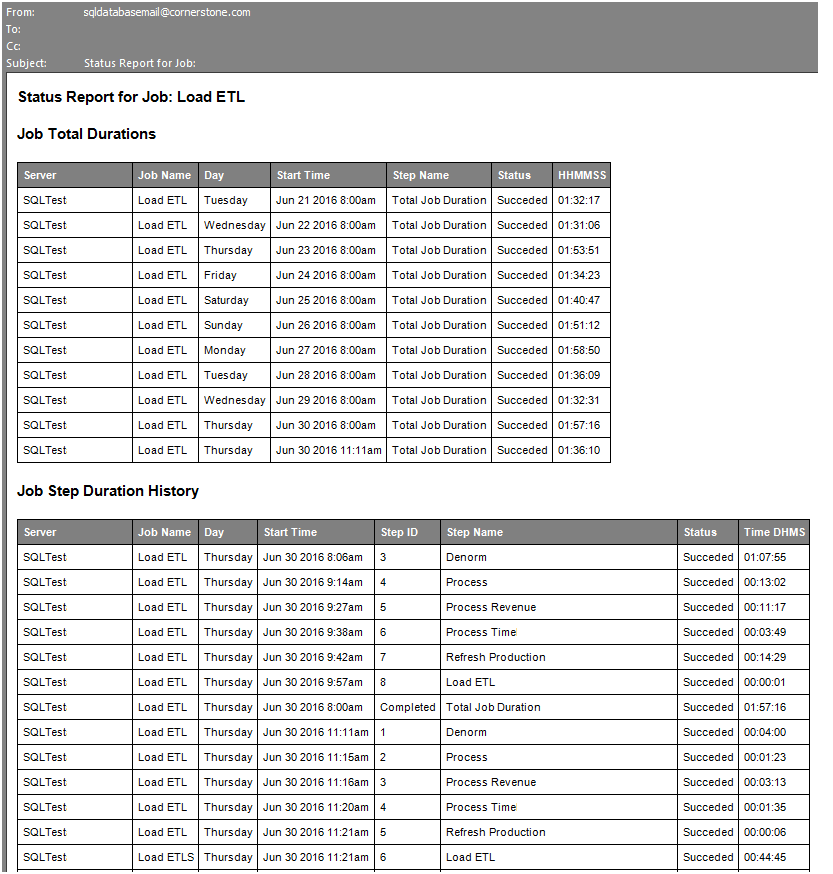 From: sqldatabasemail@cornerstone.com
To:
Cc:
Subject: Status Report for Job:
Status Report for Job: Load ETL
Job Total Durations
Server Job Name Day Start Time Step Name Status HHMMSS
SQLTest Load ETL Tuesday Jun 21 2016 8:00am Total Job Duration Succeded 01:32:17
SQLTest Load ETL Wednesday Jun 22 2016 8:00am Total Job Duration Succeded 01:31:06
SQLTest Load ETL Thursday Jun 23 2016 8:00am Total Job Duration Succeded 01:53:51
SQLTest Load ETL Friday Jun 24 2016 8:00am Total Job Duration Succeded 01:34:23
SQLTest Load ETL Saturday Jun 25 2016 8:00am Total Job Duration Succeded 01:40:47
SQLTest Load ETL Sunday Jun 26 2016 8:00am Total Job Duration Succeded 01:51:12
SQLTest Load ETL Monday Jun 27 2016 8:00am Total Job Duration Succeded 01:58:50
SQLTest Load ETL Tuesday Jun 28 2016 8:00am Total Job Duration Succeded 01:36:09
SQLTest Load ETL Wednesday Jun 29 2016 8:00am Total Job Duration Succeded 01:32:31
SQLTest Load ETL Thursday Jun 30 2016 8:00am Total Job Duration Succeded 01:57:16
SQLTest Load ETL Thursday Jun 30 2016 11:11am Total Job Duration Succeded 01:36:10
Job Step Duration History
Server Job Name Day Start Time Step ID Step Name Status Time DHMS
SQLTest Load ETL Thursday Jun 30 2016 8:06am 3 Denorm Succeded 01:07:55
SQLTest Load ETL Thursday Jun 30 2016 9:14am 4 Process Succeded 00:13:02
SQLTest Load ETL Thursday Jun 30 2016 9:27am 5 Process Revenue Succeded 00:11:17
SQLTest Load ETL Thursday Jun 30 2016 9:38am 6 Process Time Succeded 00:03:49
SQLTest Load ETL Thursday Jun 30 2016 9:42am 7 Refresh Production Succeded 00:14:29
SQLTest Load ETL Thursday Jun 30 2016 9:57am 8 Load ETL Succeded 00:00:01
SQLTest Load ETL Thursday Jun 30 2016 8:00am Completed Total Job Duration Succeded 01:57:16
SQLTest Load ETL Thursday Jun 30 2016 11:11am 1 Denorm Succeded 00:04:00
SQLTest Load ETL Thursday Jun 30 2016 11:15am 2 Process Succeded 00:01:23
SQLTest Load ETL Thursday Jun 30 2016 11:16am 3 Process Revenue Succeded 00:03:13
SQLTest Load ETL Thursday Jun 30 2016 11:20am 4 Process Time Succeded 00:01:35
SQLTest Load ETL Thursday Jun 30 2016 11:21am 5 Refresh Production Succeded 00:00:06
SQLTest Load ETLS Thursday Jun 30 2016 11:21am 6 Load ETL Succeded 00:44:45